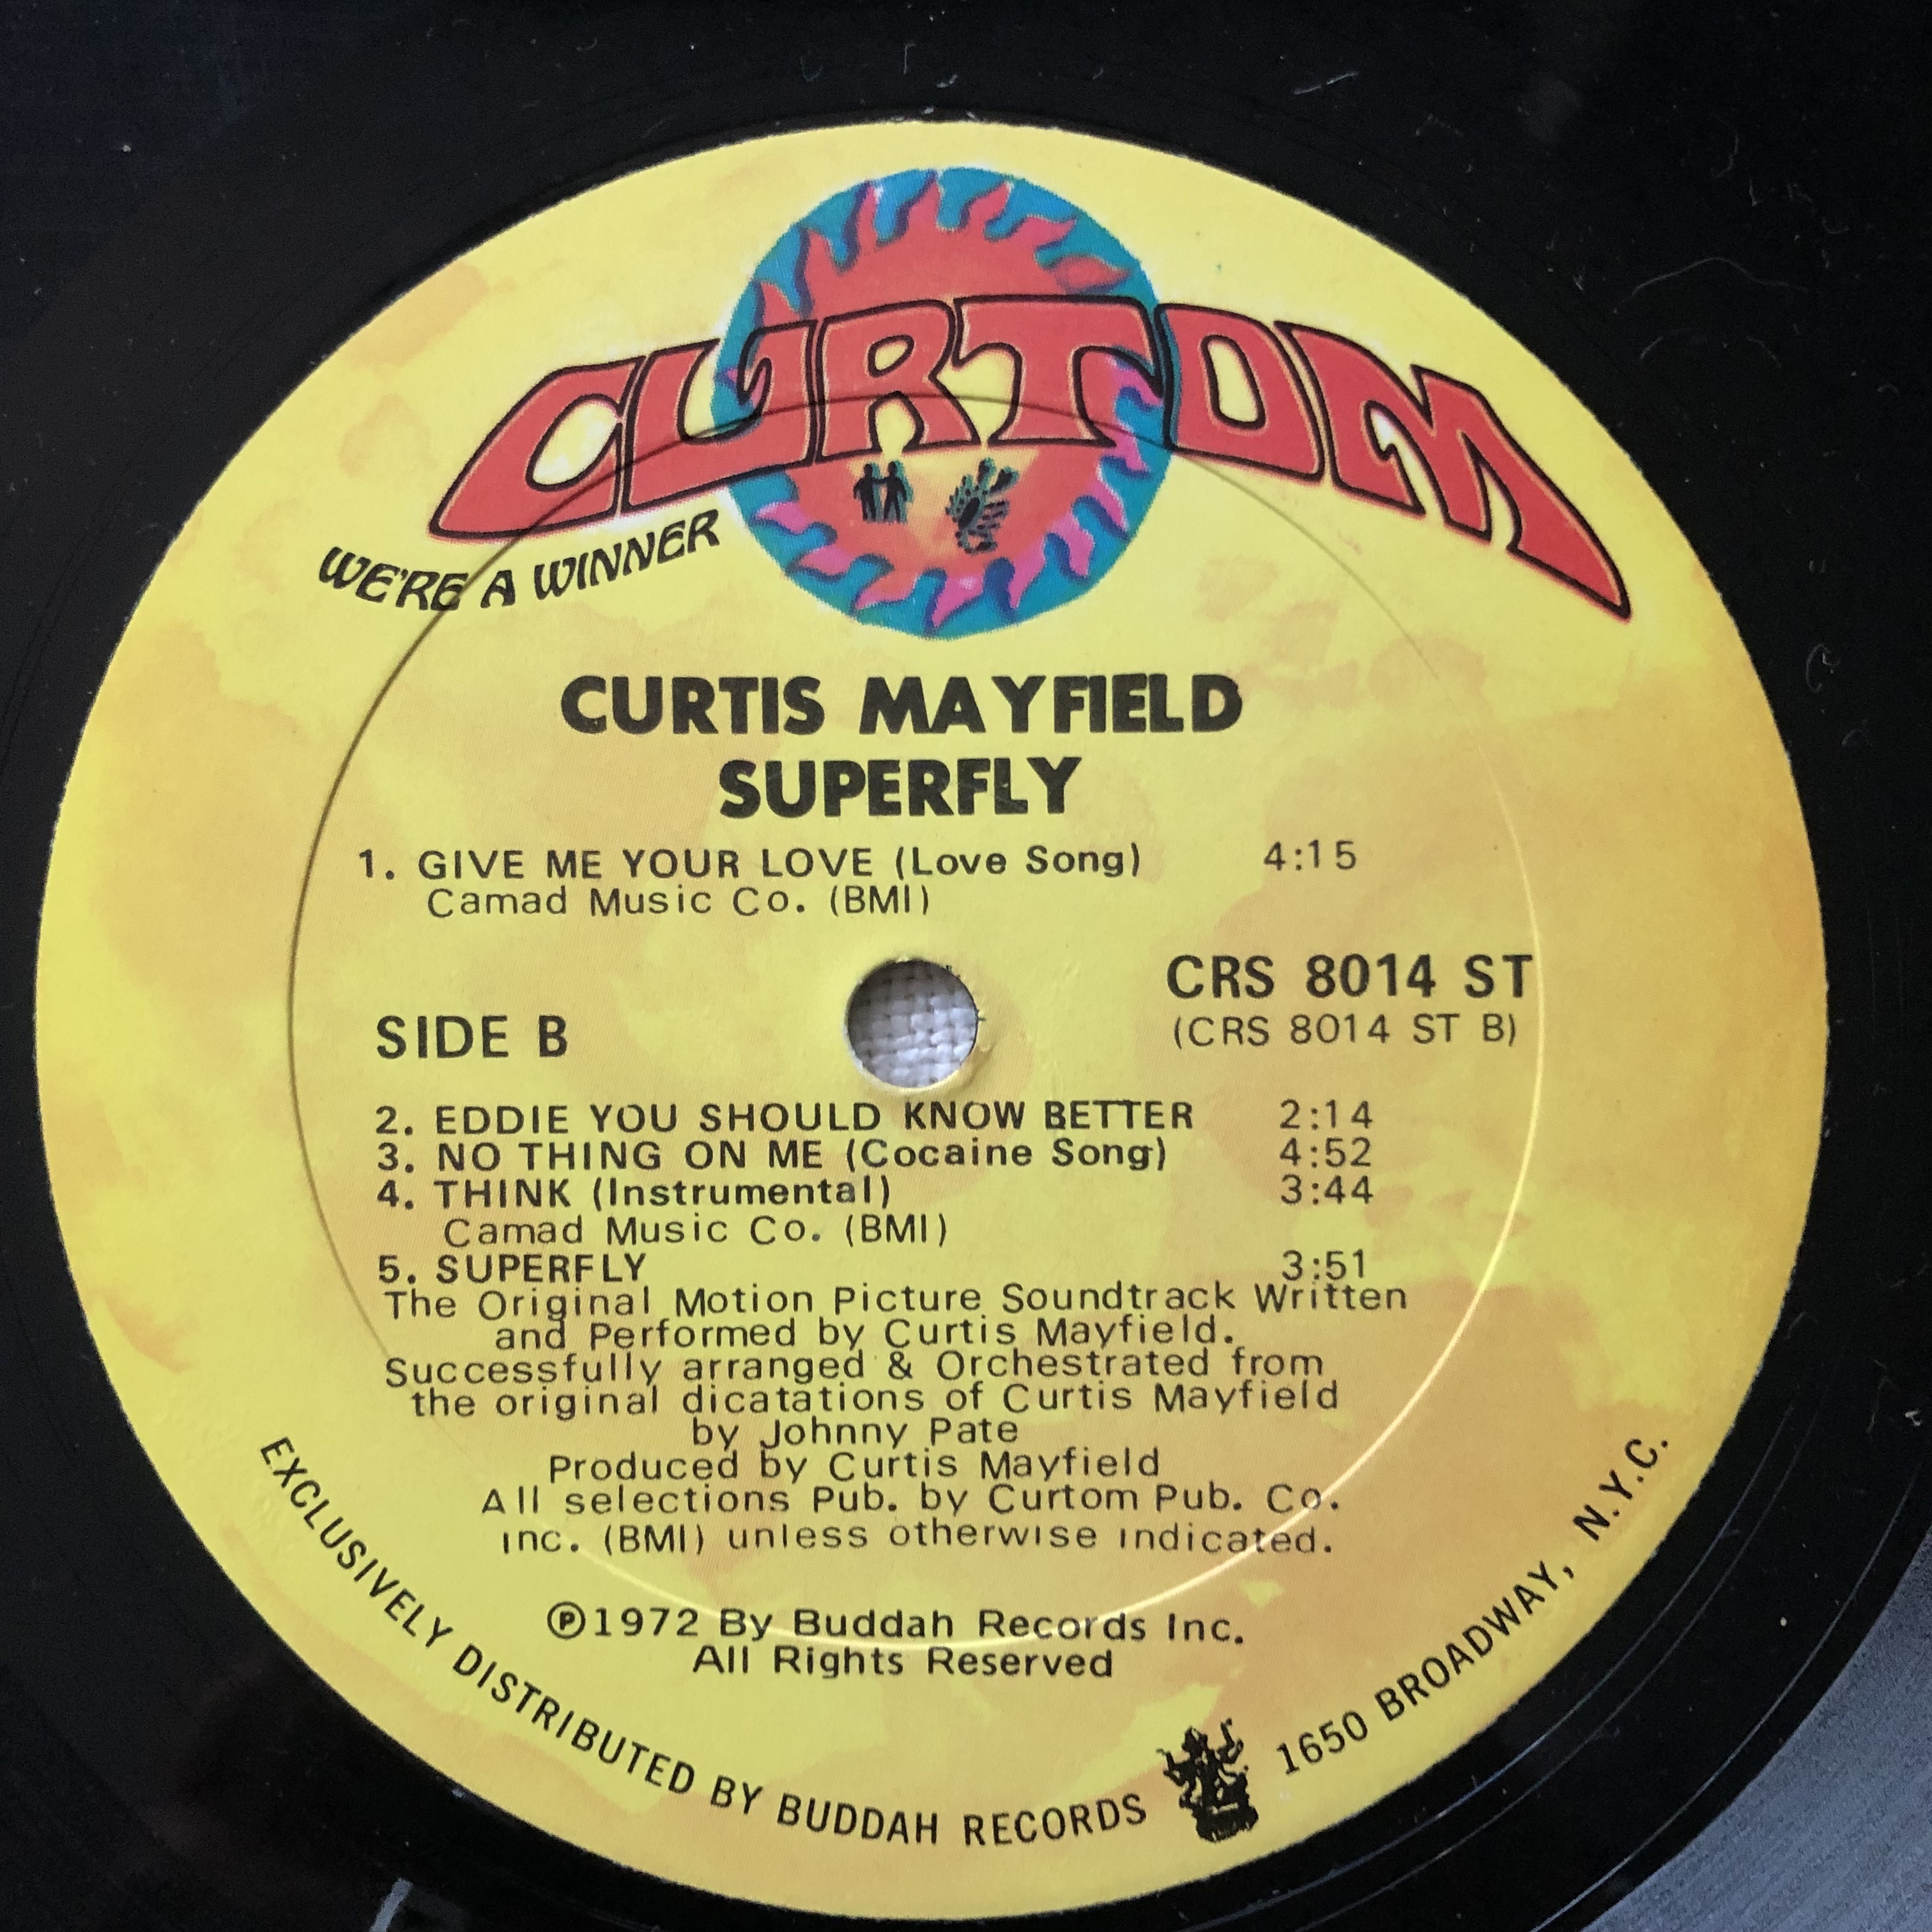 CURTOM
WE'RE A WINNER
CURTIS MAYFIELD
SUPERFLY
1. GIVE ME YOUR LOVE (Love Song) 4:15
Camad Music Co. (BMI)
CRS 8014 ST
(CRS 8014 ST B)
SIDE B
2. EDDIE YOU SHOULD KNOW BETTER 2:14
3. NO THING ON ME (Cocaine Song) 4:52
4. THINK (Instrumental) 3:44
Camad Music Co. (BMI)
5. SUPERFLY 3:51
The Original Motion Picture Soundtrack Written
and Performed by Curtis Mayfield.
Successfully arranged & Orchestrated from
the original dicatations of Curtis Mayfield
by Johnny Pate
Produced by Curtis Mayfield
All selections Pub. by Curtom Pub. Co.
Inc. (BMI) unless otherwise indicated.
℗1972 By Buddah Records Inc.
All Rights Reserved
EXCLUSIVELY DISTRIBUTED BY BUDDAH RECORDS 1650 BROADWAY, N.Y.C.